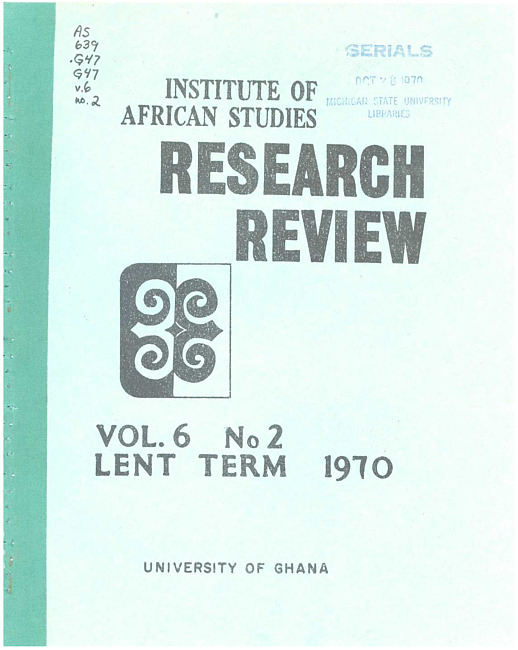 AS
639
.G47
G47
v.6
no.2
SERIALS
OCT 1970
MICHIGAN STATE UNIVERSITY
LIBRARIES
INSTITUTE OF
AFRICAN STUDIES
RESEARCH
REVIEW
VOL. 6 No 2
LENT TERM 1970
UNIVERSITY OF GHANA